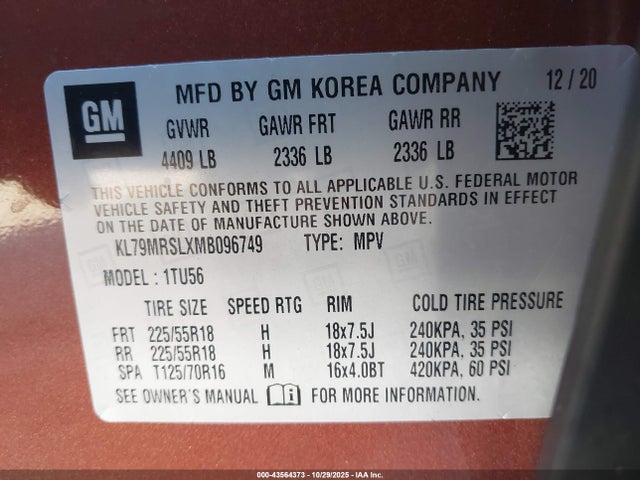 GM
MFD BY GM KOREA COMPANY 12/20
GVWR GAWR FRT GAWR RR
4409 LB 2336 LB 2336 LB
THIS VEHICLE CONFORMS TO ALL APPLICABLE U.S. FEDERAL MOTOR
VEHICLE SAFETY AND THEFT PREVENTION STANDARDS IN EFFECT
ON THE DATE OF MANUFACTURE SHOWN ABOVE.
KL79MRSLXMB096749 TYPE: MPV
MODEL: 1TU56
TIRE SIZE SPEED RTG RIM COLD TIRE PRESSURE
FRT 225/55R18 H 18x7.5J 240KPA, 35 PSI
RR 225/55R18 H 18x7.5J 240KPA, 35 PSI
SPA T125/70R16 M 16x4.0BT 420KPA, 60 PSI
SEE OWNER'S MANUAL i FOR MORE INFORMATION.
000-43564373 | 10/29/2025 | IAA Inc.